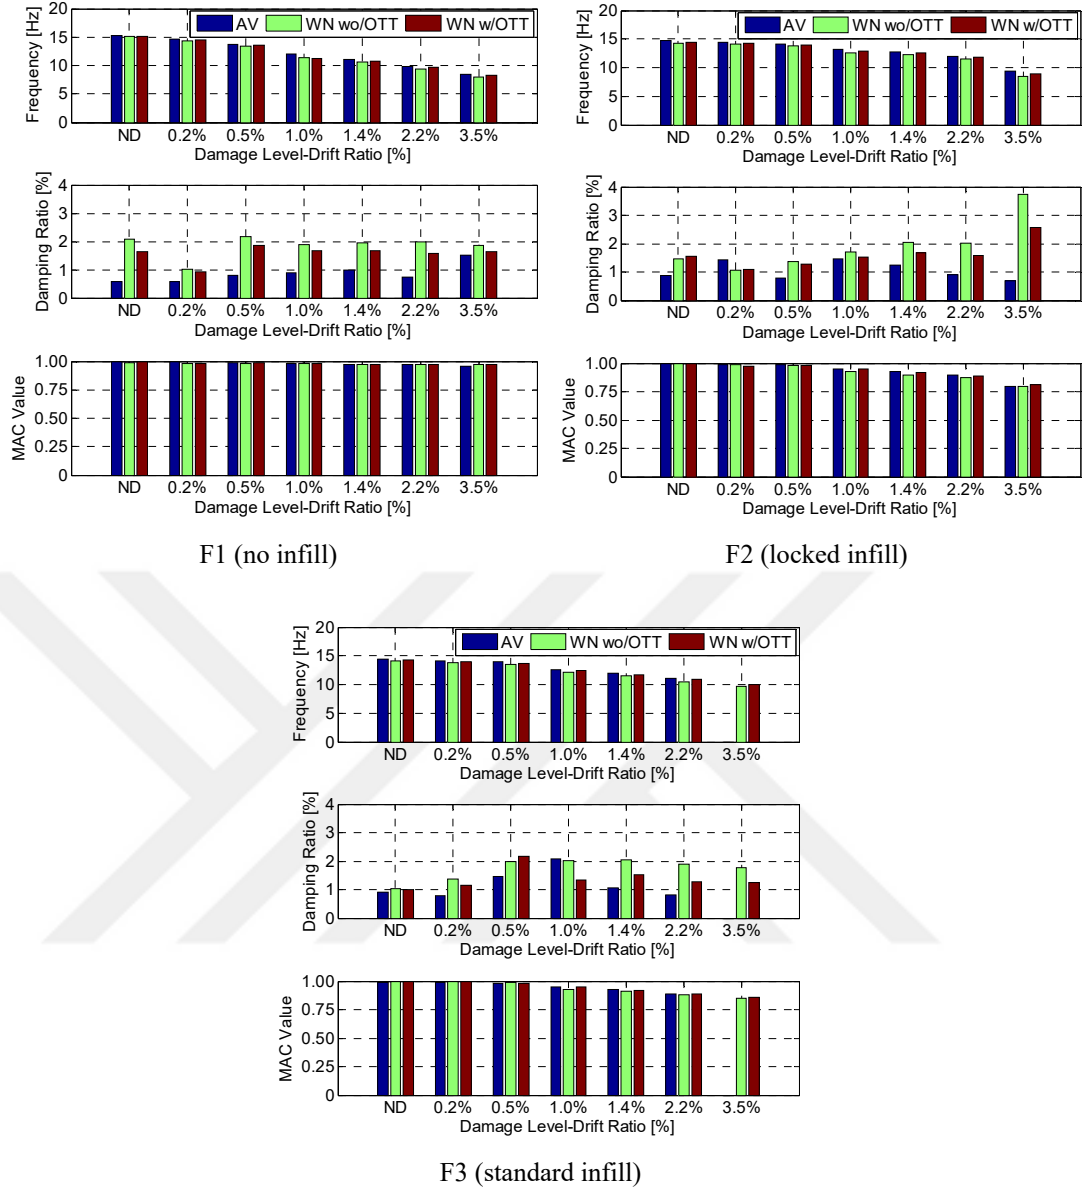 AV WN wo/OTT WN w/OTT
Frequency [Hz]
20
15
10
5
0
ND 0.2% 0.5% 1.0% 1.4% 2.2% 3.5%
Damage Level-Drift Ratio [%]
Damping Ratio [%]
4
3
2
1
0
ND 0.2% 0.5% 1.0% 1.4% 2.2% 3.5%
Damage Level-Drift Ratio [%]
MAC Value
1.00
0.75
0.50
0.25
0
ND 0.2% 0.5% 1.0% 1.4% 2.2% 3.5%
Damage Level-Drift Ratio [%]
F1 (no infill)
AV WN wo/OTT WN w/OTT
Frequency [Hz]
20
15
10
5
0
ND 0.2% 0.5% 1.0% 1.4% 2.2% 3.5%
Damage Level-Drift Ratio [%]
Damping Ratio [%]
4
3
2
1
0
ND 0.2% 0.5% 1.0% 1.4% 2.2% 3.5%
Damage Level-Drift Ratio [%]
MAC Value
1.00
0.75
0.50
0.25
0
ND 0.2% 0.5% 1.0% 1.4% 2.2% 3.5%
Damage Level-Drift Ratio [%]
F2 (locked infill)
AV WN wo/OTT WN w/OTT
Frequency [Hz]
20
15
10
5
0
ND 0.2% 0.5% 1.0% 1.4% 2.2% 3.5%
Damage Level-Drift Ratio [%]
Damping Ratio [%]
4
3
2
1
0
ND 0.2% 0.5% 1.0% 1.4% 2.2% 3.5%
Damage Level-Drift Ratio [%]
MAC Value
1.00
0.75
0.50
0.25
0
ND 0.2% 0.5% 1.0% 1.4% 2.2% 3.5%
Damage Level-Drift Ratio [%]
F3 (standard infill)